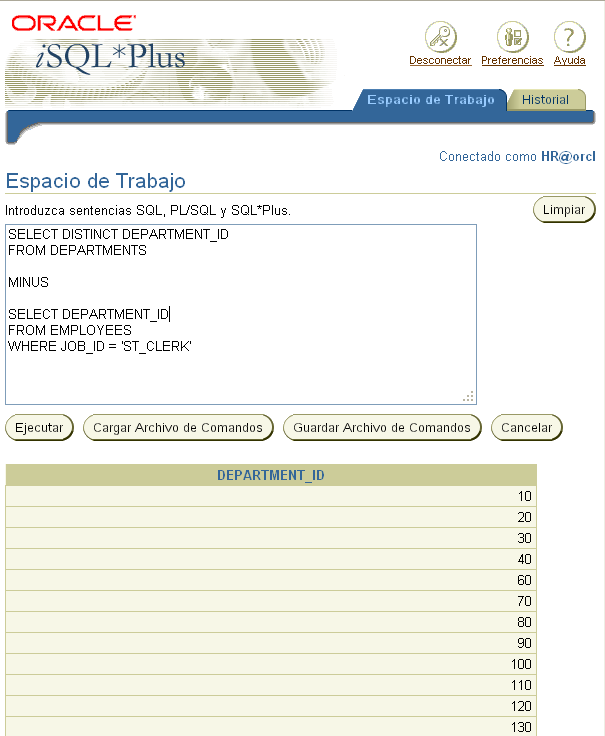 ORACLE
iSQL*Plus
Desconectar Preferencias Ayuda
Espacio de Trabajo Historial
Conectado como HR@orcl
Espacio de Trabajo
Introduzca sentencias SQL, PL/SQL y SQL*Plus.
Limpiar
SELECT DISTINCT DEPARTMENT_ID
FROM DEPARTMENTS
MINUS
SELECT DEPARTMENT_ID
FROM EMPLOYEES
WHERE JOB_ID = 'ST_CLERK'
Ejecutar Cargar Archivo de Comandos Guardar Archivo de Comandos Cancelar
DEPARTMENT_ID
10
20
30
40
60
70
80
90
100
110
120
130